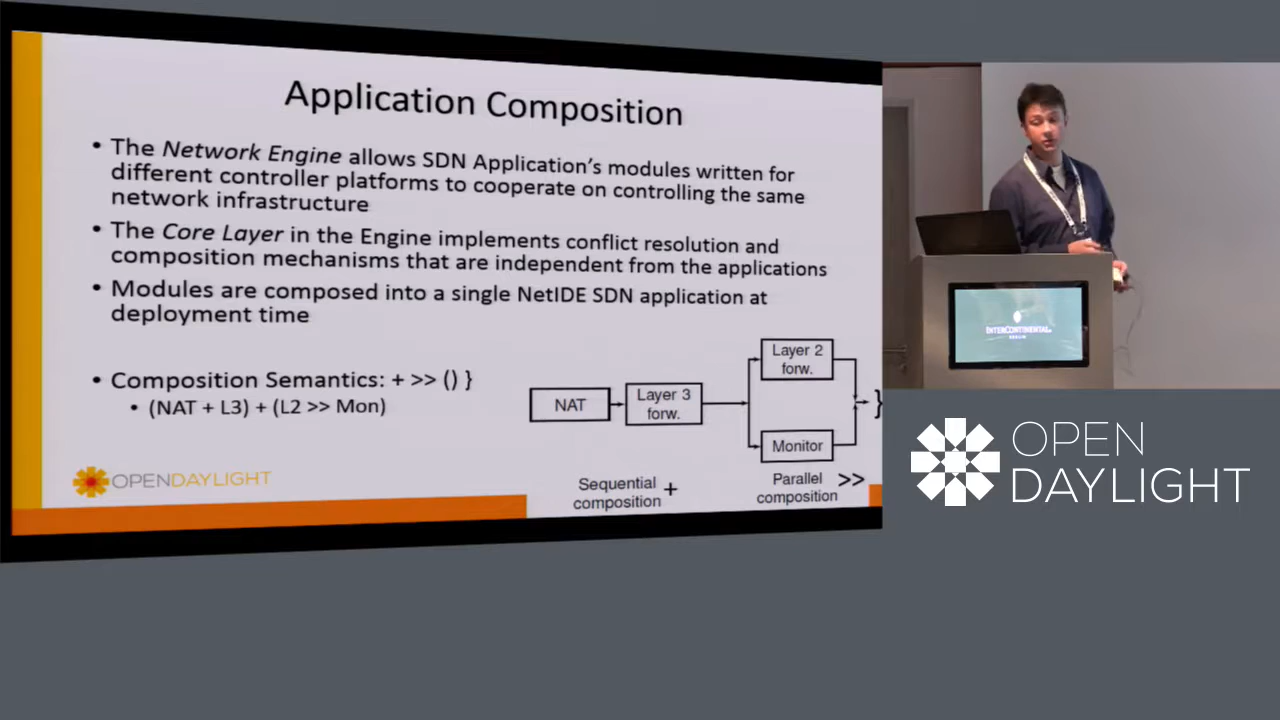 Application Composition
• The Network Engine allows SDN Application's modules written for
different controller platforms to cooperate on controlling the same
network infrastructure
• The Core Layer in the Engine implements conflict resolution and
composition mechanisms that are independent from the applications
• Modules are composed into a single NetIDE SDN application at
deployment time
• Composition Semantics: + >> () }
• (NAT + L3) + (L2 >> Mon)
NAT
Layer 3
forw.
Layer 2
forw.
Monitor
}
Sequential
composition +
Parallel
composition >>
OPENDAYLIGHT
INTERCONTINENTAL
BERLIN
OPEN
DAYLIGHT